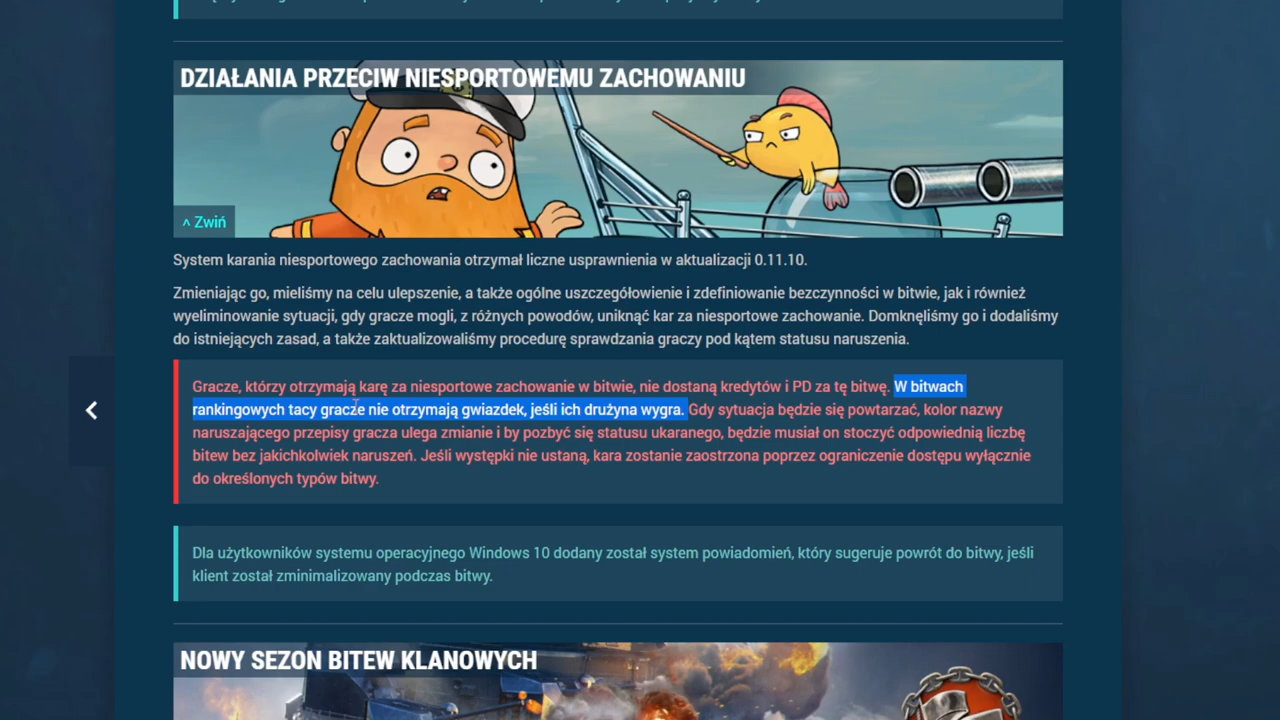 DZIAŁANIA PRZECIW NIESPORTOWEMU ZACHOWANIU
^ Zwiń
System karania niesportowego zachowania otrzymał liczne usprawnienia w aktualizacji 0.11.10.
Zmieniając go, mieliśmy na celu ulepszenie, a także ogólne uszczegółowienie i zdefiniowanie bezczynności w bitwie, jak i również
wyeliminowanie sytuacji, gdy gracze mogli, z różnych powodów, uniknąć kar za niesportowe zachowanie. Domknęliśmy go i dodaliśmy
do istniejących zasad, a także zaktualizowaliśmy procedurę sprawdzania graczy pod kątem statusu naruszenia.
Gracze, którzy otrzymają karę za niesportowe zachowanie w bitwie, nie dostaną kredytów i PD za tę bitwę. W bitwach
rankingowych tacy gracze nie otrzymają gwiazdek, jeśli ich drużyna wygra. Gdy sytuacja będzie się powtarzać, kolor nazwy
naruszającego przepisy gracza ulega zmianie i by pozbyć się statusu ukaranego, będzie musiał on stoczyć odpowiednią liczbę
bitew bez jakichkolwiek naruszeń. Jeśli występki nie ustaną, kara zostanie zaostrzona poprzez ograniczenie dostępu wyłącznie
do określonych typów bitwy.
Dla użytkowników systemu operacyjnego Windows 10 dodany został system powiadomień, który sugeruje powrót do bitwy, jeśli
klient został zminimalizowany podczas bitwy.
NOWY SEZON BITEW KLANOWYCH